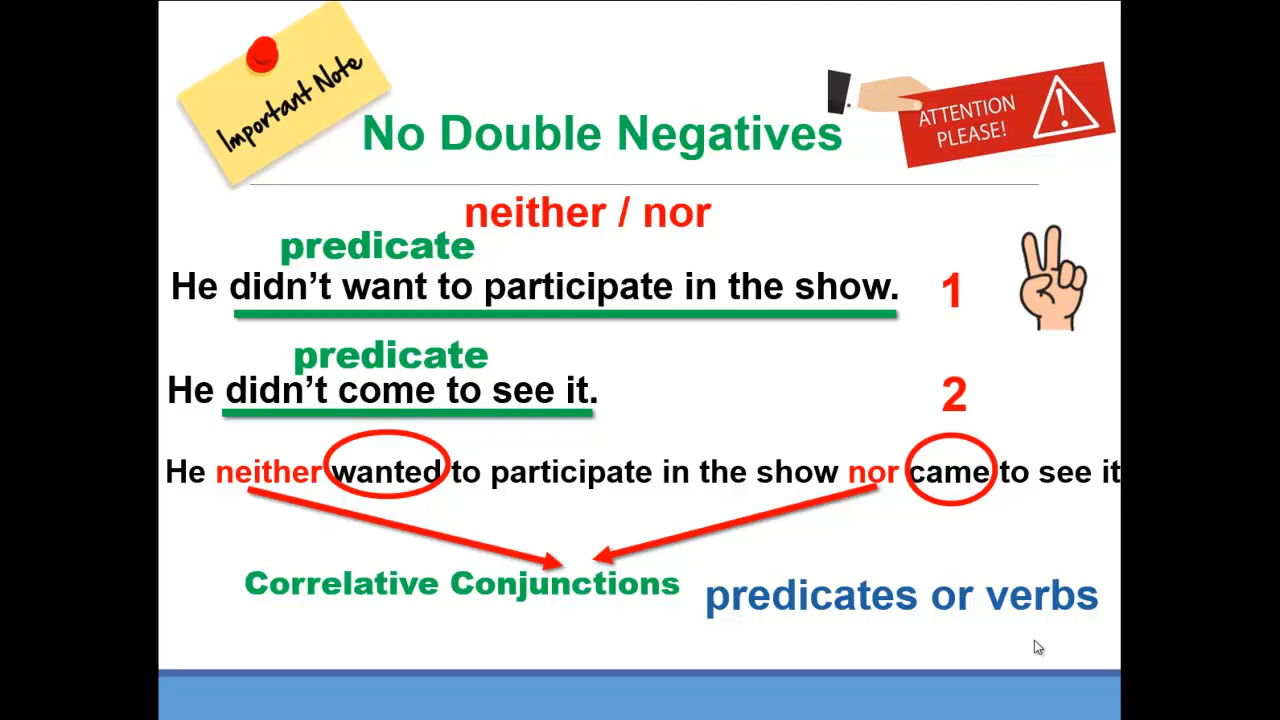 Important Note
ATTENTION
PLEASE!
No Double Negatives
neither / nor
predicate
He didn't want to participate in the show. 1
predicate
He didn't come to see it. 2
He neither wanted to participate in the show nor came to see it
Correlative Conjunctions
predicates or verbs